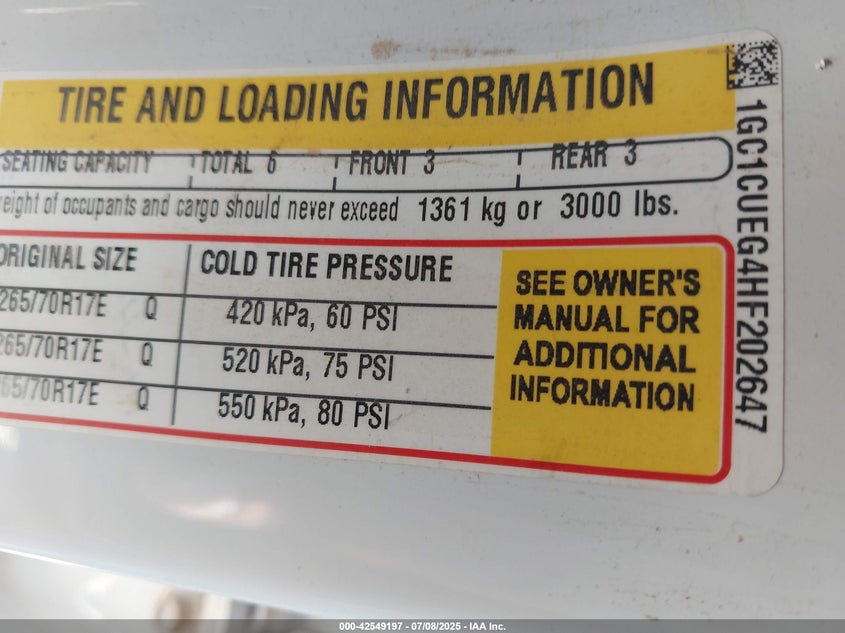 TIRE AND LOADING INFORMATION
SEATING CAPACITY TOTAL 6 FRONT 3 REAR 3
of occupants and cargo should never exceed 1361 kg or 3000 lbs.
ORIGINAL SIZE COLD TIRE PRESSURE
265/70R17E Q 420 kPa, 60 PSI
265/70R17E Q 520 kPa, 75 PSI
265/70R17E Q 550 kPa, 80 PSI
SEE OWNER'S
MANUAL FOR
ADDITIONAL
INFORMATION
1GC1CUEG4HF202647
000-42549197 - 07/08/2025 - IAA Inc.